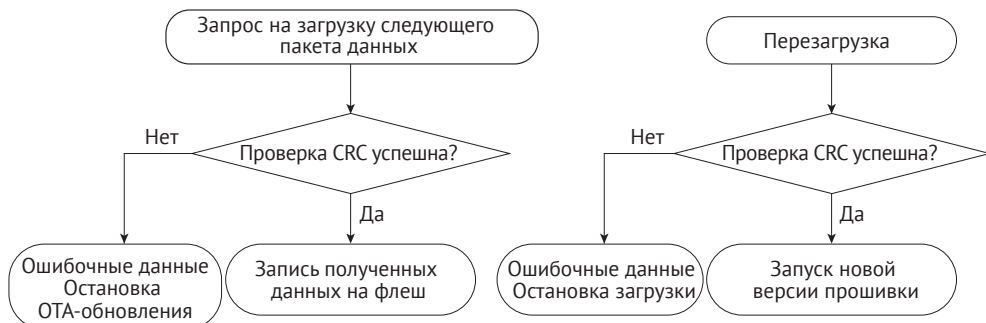 Запрос на загрузку следующего
пакета данных
Нет
Проверка CRC успешна?
Да
Ошибочные данные
Остановка
OTA-обновления
Запись полученных
данных на флеш
Перезагрузка
Нет
Проверка CRC успешна?
Да
Ошибочные данные
Остановка загрузки
Запуск новой
версии прошивки